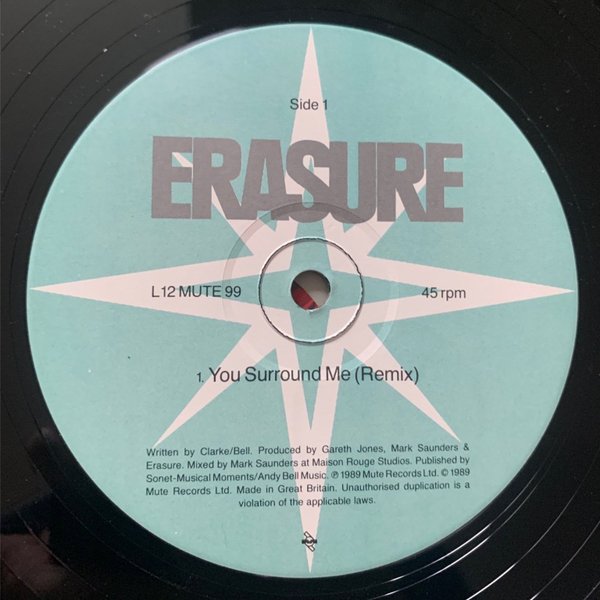 Side 1
ERASURE
L12 MUTE 99 45 rpm
1. You Surround Me (Remix)
Written by Clarke/Bell. Produced by Gareth Jones, Mark Saunders &
Erasure. Mixed by Mark Saunders at Maison Rouge Studios. Published by
Sonet-Musical Moments/Andy Bell Music. ℗ 1989 Mute Records Ltd. © 1989
Mute Records Ltd. Made in Great Britain. Unauthorised duplication is a
violation of the applicable laws.